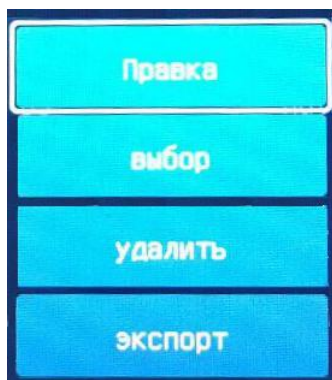 Правка
выбор
удалить
экспорт